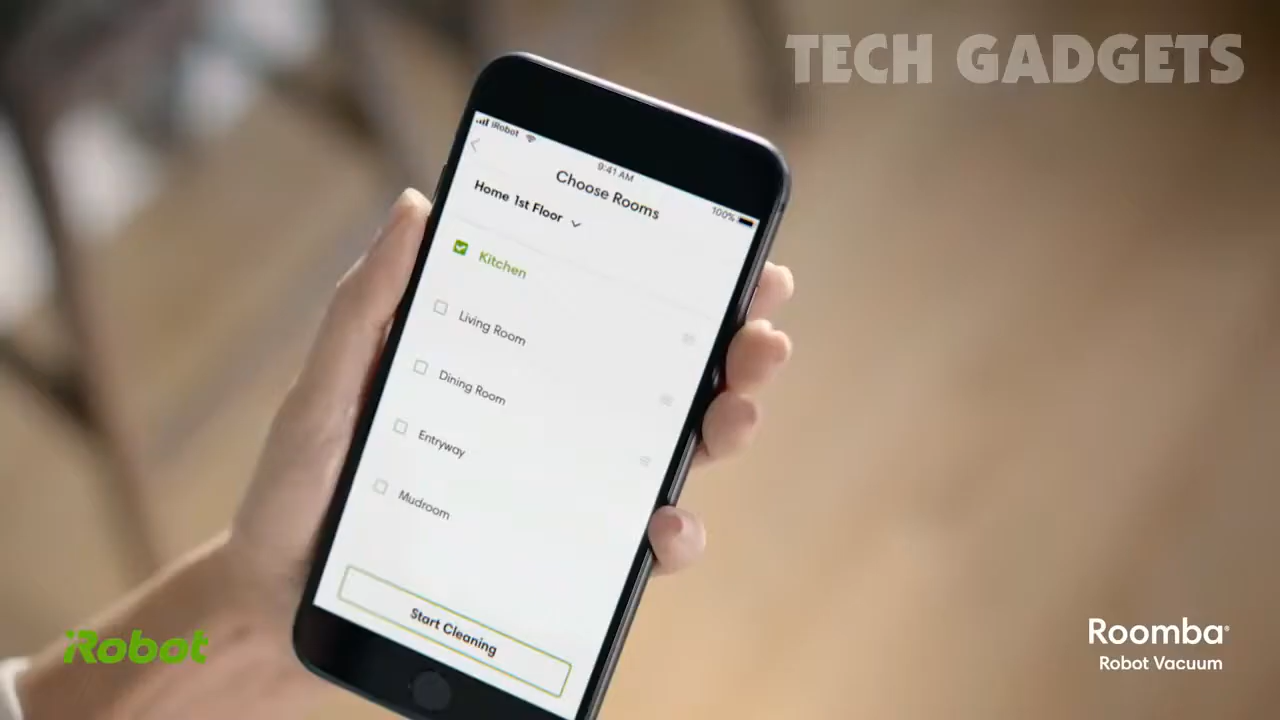 TECH GADGETS
iRobot
9:41 AM
100%
Choose Rooms
Home 1st Floor
Kitchen
Living Room
Dining Room
Entryway
Mudroom
Start Cleaning
iRobot
Roomba®
Robot Vacuum